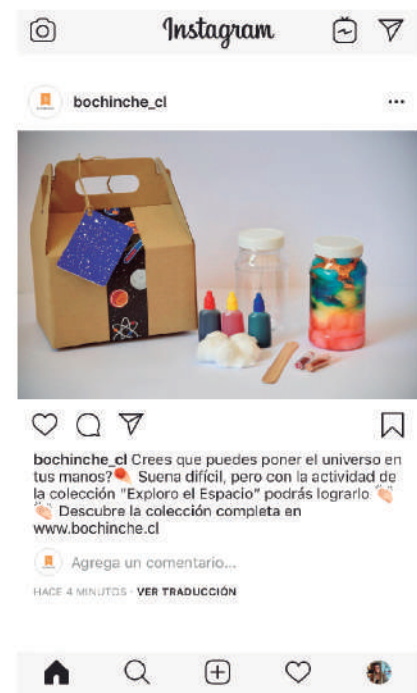 Instagram
bochinche_cl
bochinche_cl Crees que puedes poner el universo en
tus manos? Suena difícil, pero con la actividad de
la colección "Exploro el Espacio" podrás lograrlo
Descubre la colección completa en
www.bochinche.cl
Agrega un comentario...
HACE 4 MINUTOS · VER TRADUCCIÓN